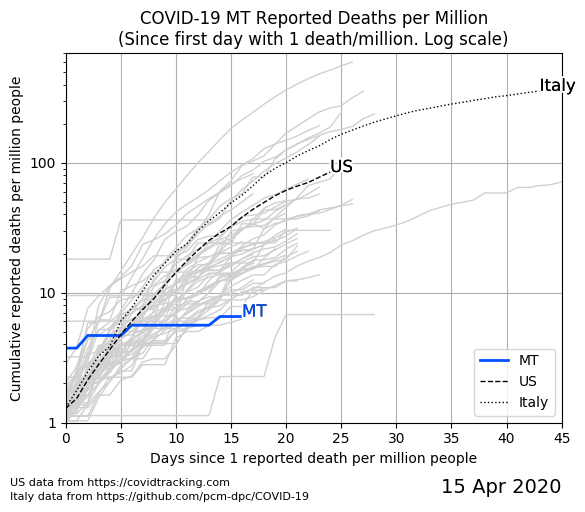 COVID-19 MT Reported Deaths per Million
(Since first day with 1 death/million. Log scale)
Cumulative reported deaths per million people
100
10
1
Italy
US
MT
MT
US
Italy
0 5 10 15 20 25 30 35 40 45
Days since 1 reported death per million people
US data from https://covidtracking.com
Italy data from https://github.com/pcm-dpc/COVID-19
15 Apr 2020